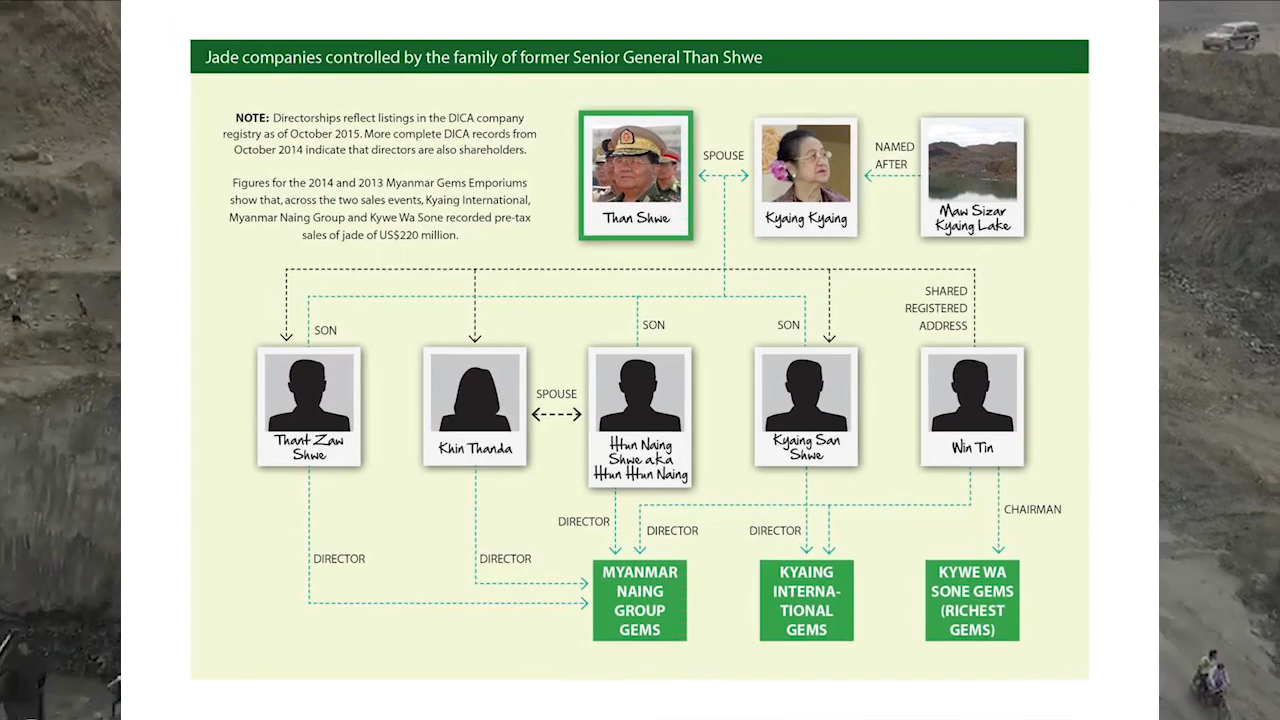 Jade companies controlled by the family of former Senior General Than Shwe
NOTE: Directorships reflect listings in the DICA company
registry as of October 2015. More complete DICA records from
October 2014 indicate that directors are also shareholders.
Figures for the 2014 and 2013 Myanmar Gems Emporiums
show that, across the two sales events, Kyaing International,
Myanmar Naing Group and Kywe Wa Sone recorded pre-tax
sales of jade of US$220 million.
SPOUSE
NAMED
AFTER
Than Shwe
Kyaing Kyaing
Maw Sizar
Kyaing Lake
SHARED
REGISTERED
ADDRESS
SON
SON
SON
SPOUSE
Thant Zaw
Shwe
Khin Thanda
Htun Naing
Shwe aka
Htun Htun Naing
Kyaing San
Shwe
Win Tin
CHAIRMAN
DIRECTOR
DIRECTOR
DIRECTOR
DIRECTOR
DIRECTOR
MYANMAR
NAING
GROUP
GEMS
KYAING
INTERNA-
TIONAL
GEMS
KYWE WA
SONE GEMS
(RICHEST
GEMS)